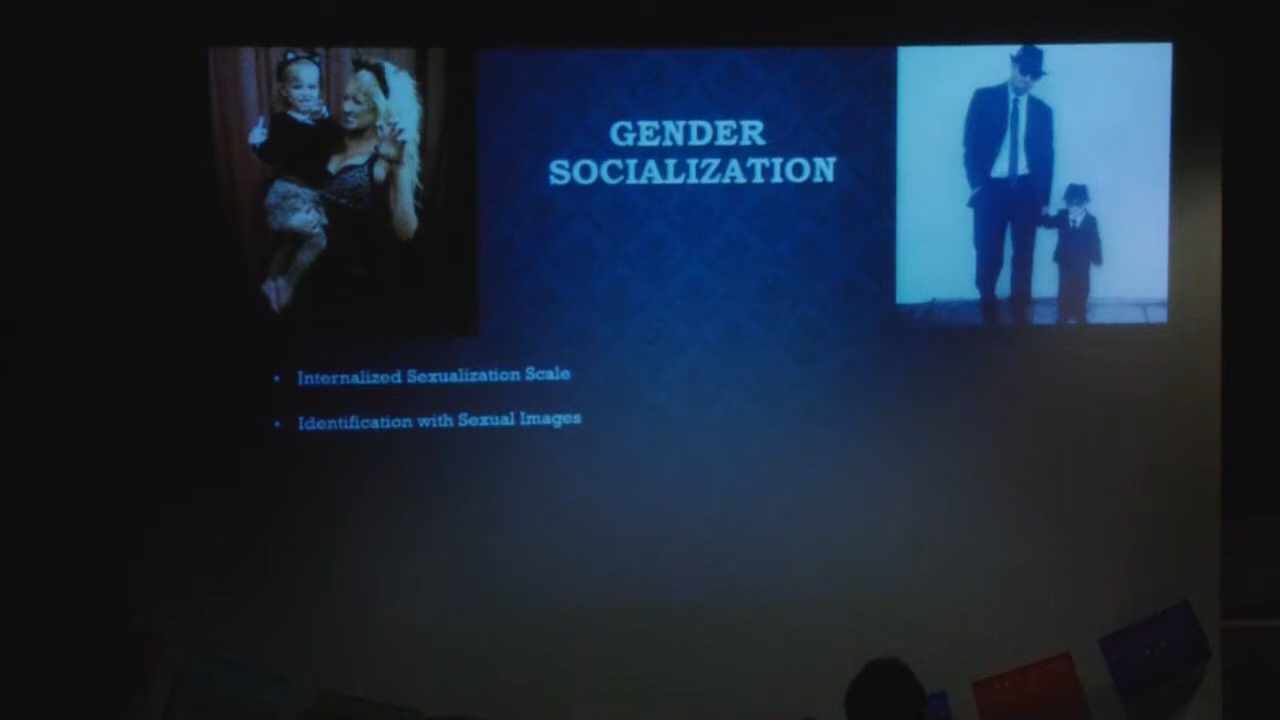 GENDER
SOCIALIZATION
• Internalized Sexualization Scale
• Identification with Sexual Images